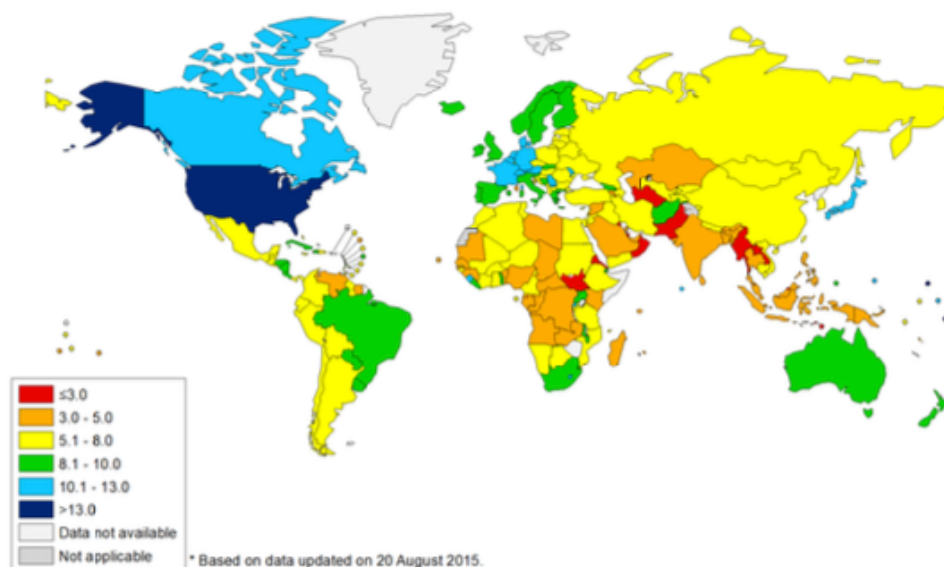 ≤3.0
3.0 - 5.0
5.1 - 8.0
8.1 - 10.0
10.1 - 13.0
>13.0
Data not available
Not applicable
* Based on data updated on 20 August 2015.